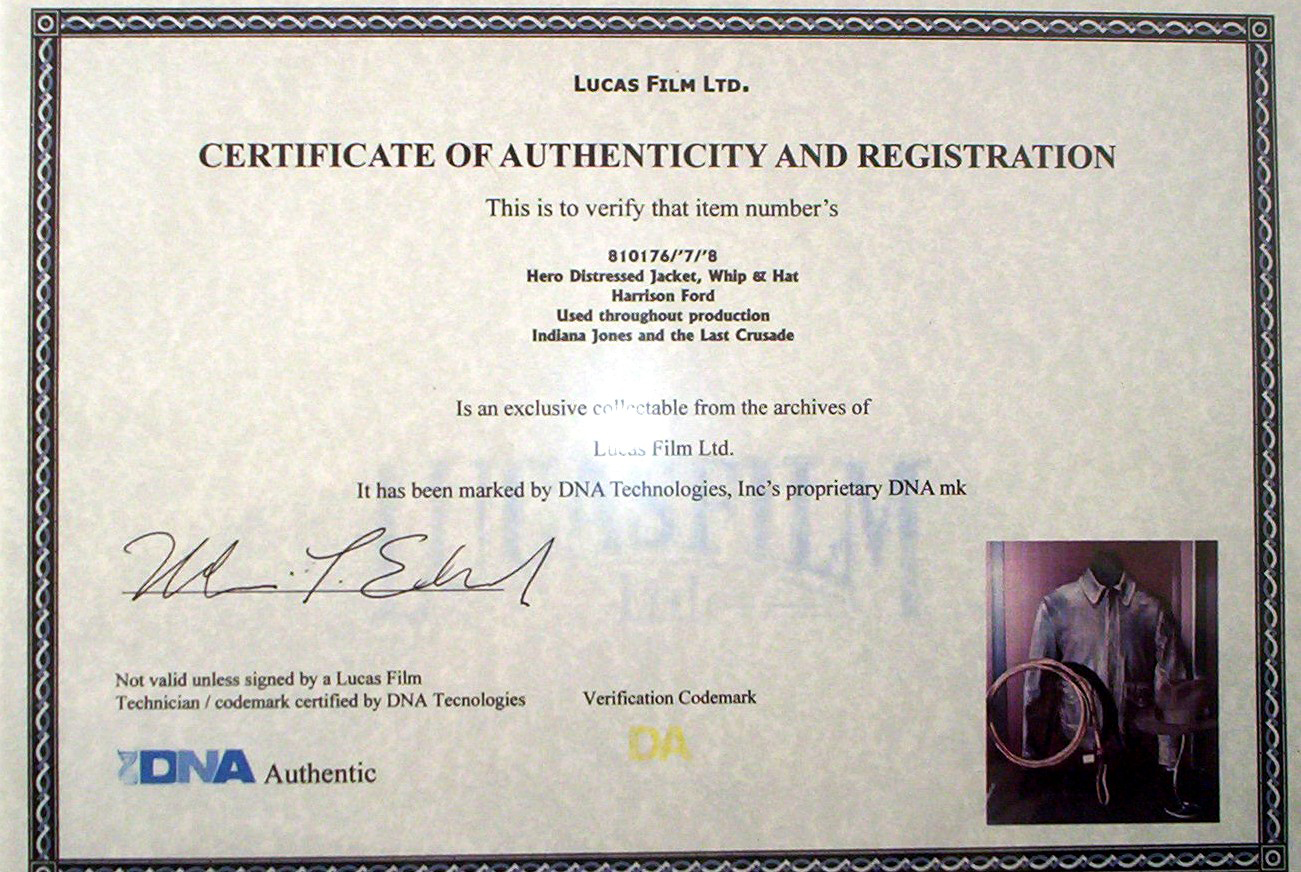 LUCAS FILM LTD.
CERTIFICATE OF AUTHENTICITY AND REGISTRATION
This is to verify that item number's
810176/'7/'8
Hero Distressed Jacket, Whip & Hat
Harrison Ford
Used throughout production
Indiana Jones and the Last Crusade
Is an exclusive collectable from the archives of
Lucas Film Ltd.
It has been marked by DNA Technologies, Inc's proprietary DNA mk
LUCASFILM
Ltd.
Not valid unless signed by a Lucas Film
Technician / codemark certified by DNA Tecnologies
Verification Codemark
DA
DNA Authentic